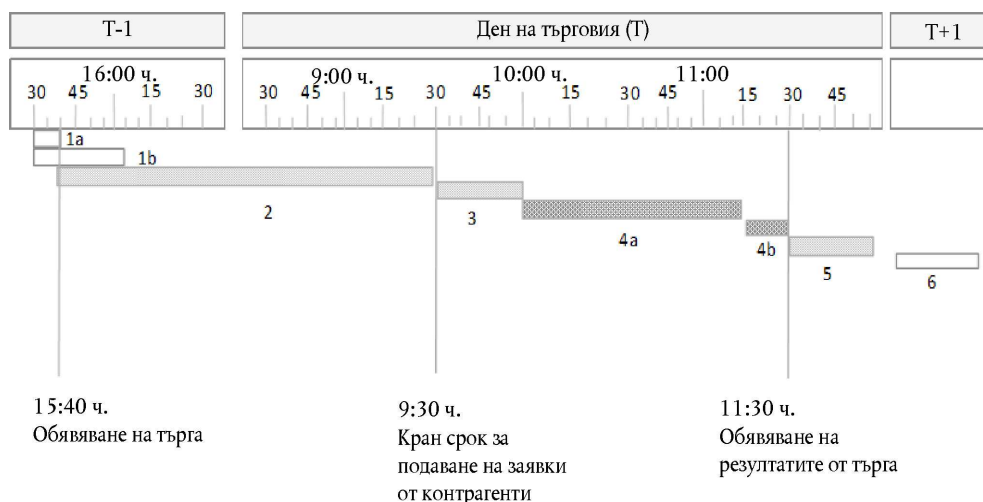 T-1
Ден на търговия (T)
T+1
16:00 ч.
9:00 ч.
10:00 ч.
11:00
30 45 15 30
30 45 15 30 45 15 30 45 15 30 45
1a
1b
2
3
4a
4b
5
6
15:40 ч.
Обявяване на търга
9:30 ч.
Кран срок за
подаване на заявки
от контрагенти
11:30 ч.
Обявяване на
резултатите от търга